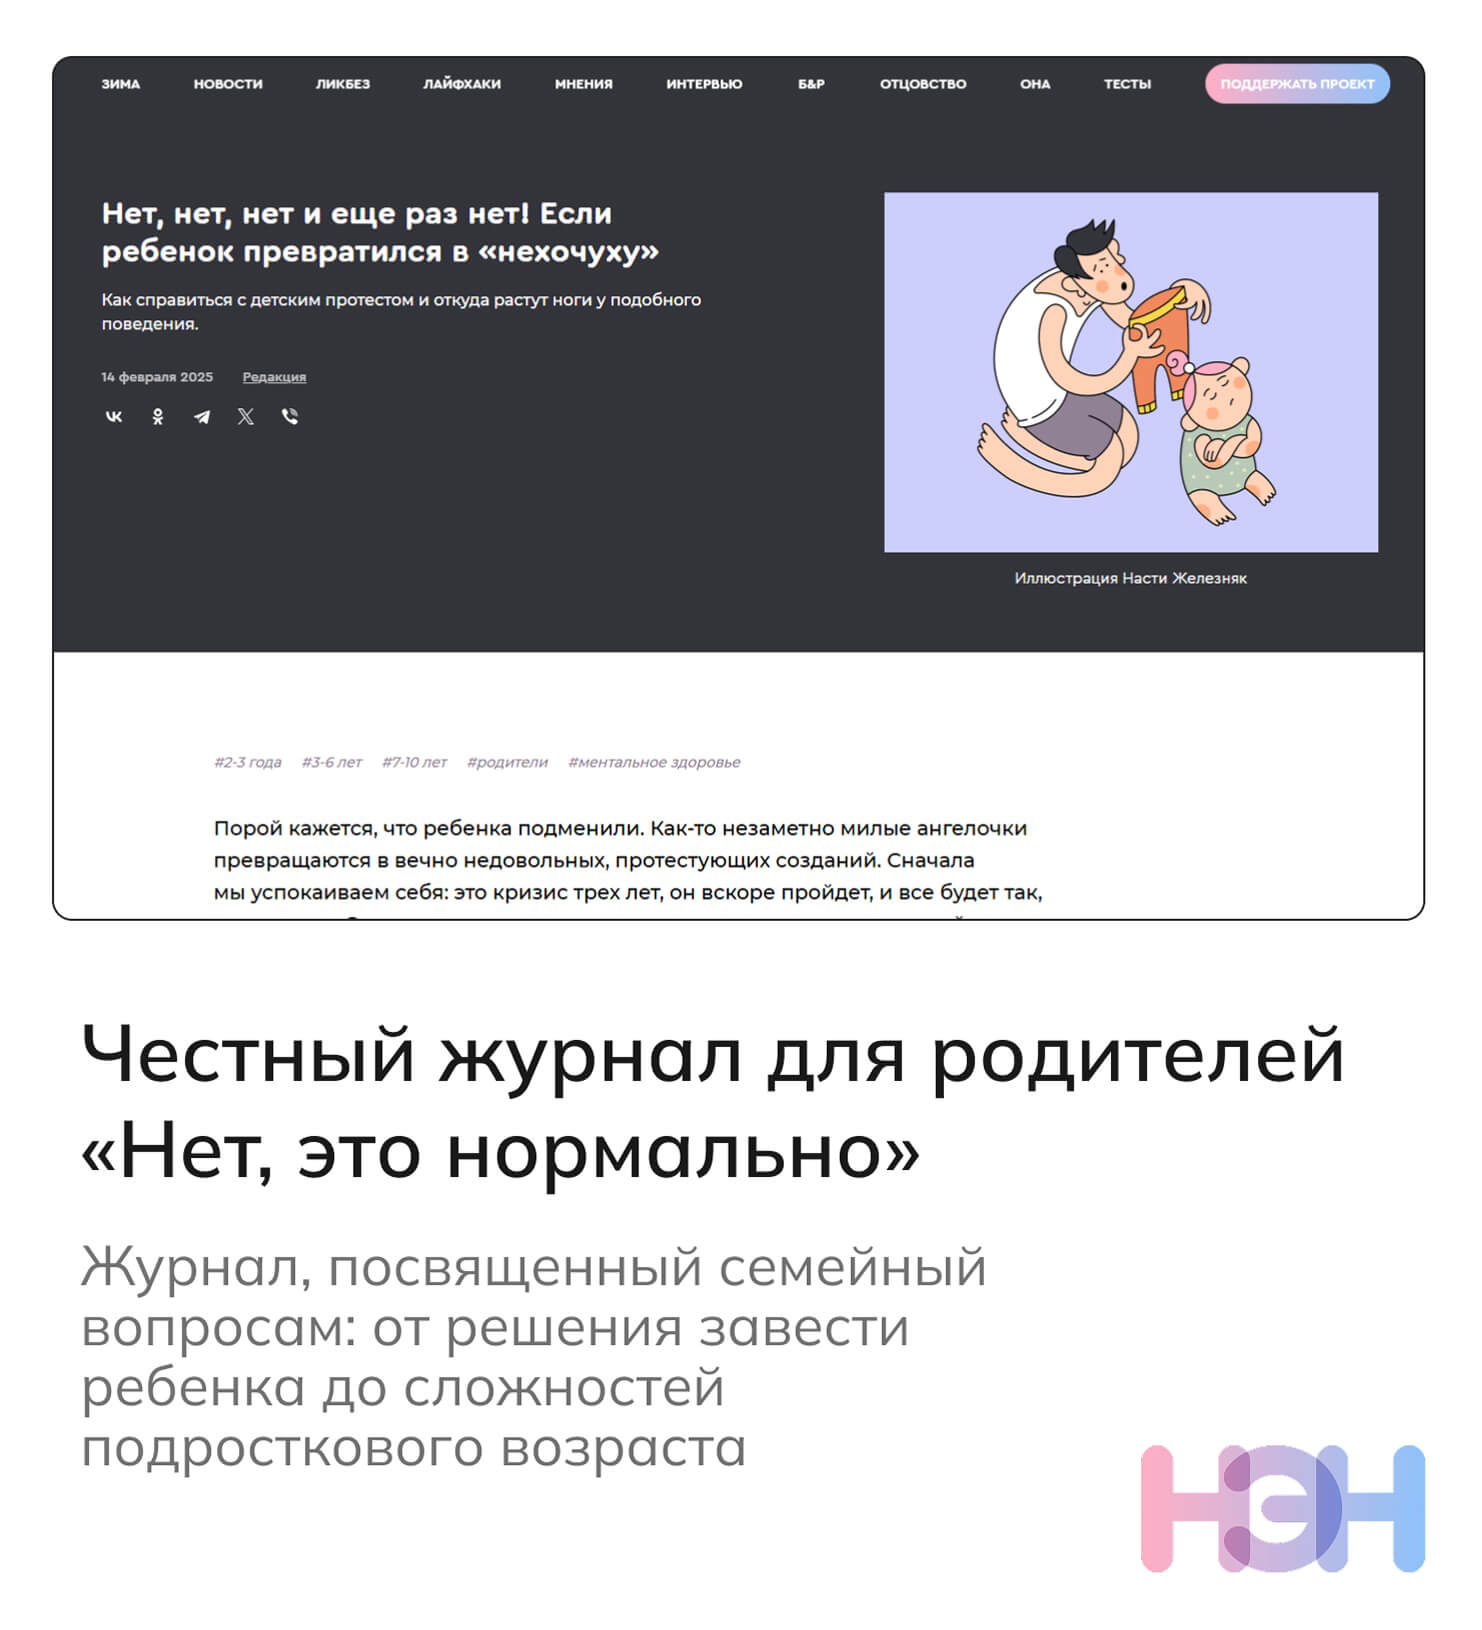 ЗИМА НОВОСТИ ЛИКБЕЗ ЛАЙФХАКИ МНЕНИЯ ИНТЕРВЬЮ Б&Р ОТЦОВСТВО ОНА ТЕСТЫ ПОДДЕРЖАТЬ ПРОЕКТ
Нет, нет, нет и еще раз нет! Если
ребенок превратился в «нехочуху»
Как справиться с детским протестом и откуда растут ноги у подобного
поведения.
14 февраля 2025 Редакция
Иллюстрация Насти Железняк
#2-3 года #3-6 лет #7-10 лет #родители #ментальное здоровье
Порой кажется, что ребенка подменили. Как-то незаметно милые ангелочки
превращаются в вечно недовольных, протестующих созданий. Сначала
мы успокаиваем себя: это кризис трех лет, он вскоре пройдет, и все будет так,
Честный журнал для родителей
«Нет, это нормально»
Журнал, посвященный семейный
вопросам: от решения завести
ребенка до сложностей
подросткового возраста
НЭН